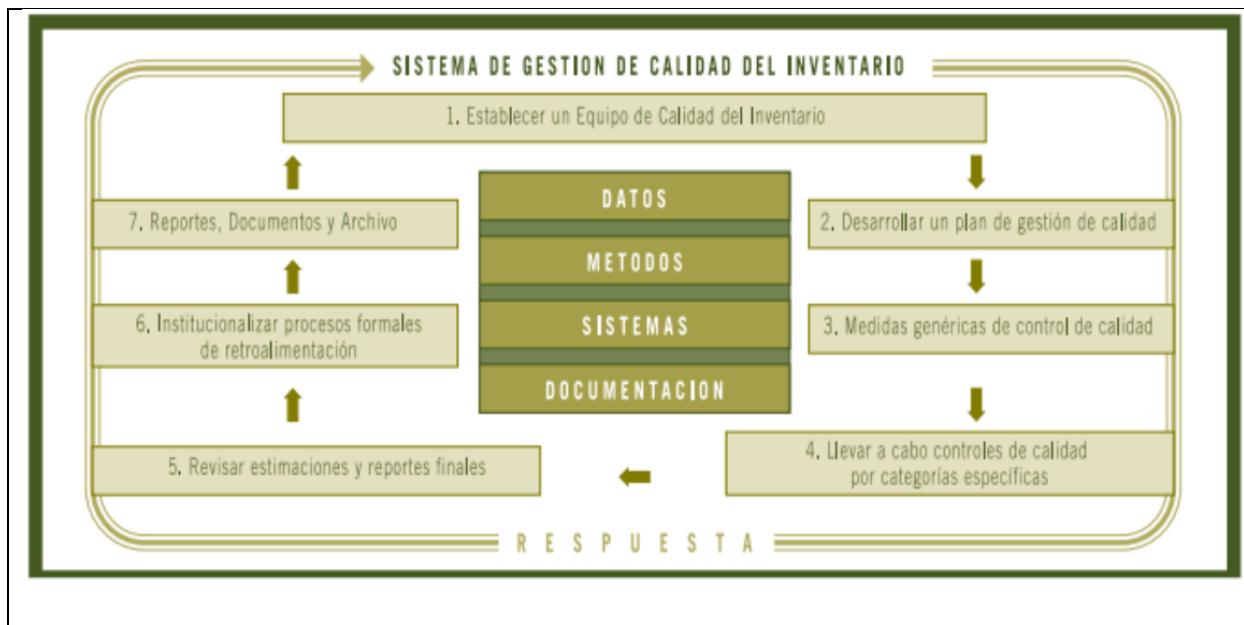 SISTEMA DE GESTION DE CALIDAD DEL INVENTARIO
1. Establecer un Equipo de Calidad del Inventario
2. Desarrollar un plan de gestión de calidad
3. Medidas genéricas de control de calidad
4. Llevar a cabo controles de calidad
por categorías específicas
5. Revisar estimaciones y reportes finales
6. Institucionalizar procesos formales
de retroalimentación
7. Reportes, Documentos y Archivo
DATOS
METODOS
SISTEMAS
DOCUMENTACION
RESPUESTA